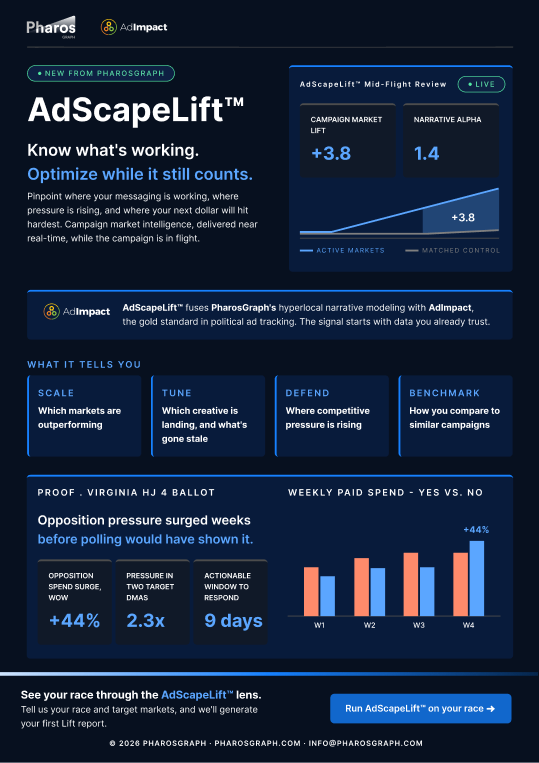 Pharos
GRAPH
AdImpact
NEW FROM PHAROSGRAPH
AdScapeLift™
Know what's working.
Optimize while it still counts.
Pinpoint where your messaging is working, where
pressure is rising, and where your next dollar will hit
hardest. Campaign market intelligence, delivered near
real-time, while the campaign is in flight.
AdScapeLift™ Mid-Flight Review
LIVE
CAMPAIGN MARKET
LIFT
+3.8
NARRATIVE ALPHA
1.4
+3.8
ACTIVE MARKETS
MATCHED CONTROL
AdImpact
AdScapeLift™ fuses PharosGraph's hyperlocal narrative modeling with AdImpact,
the gold standard in political ad tracking. The signal starts with data you already trust.
WHAT IT TELLS YOU
SCALE
Which markets are
outperforming
TUNE
Which creative is
landing, and what's
gone stale
DEFEND
Where competitive
pressure is rising
BENCHMARK
How you compare to
similar campaigns
PROOF . VIRGINIA HJ 4 BALLOT
Opposition pressure surged weeks
before polling would have shown it.
OPPOSITION
SPEND SURGE,
WOW
+44%
PRESSURE IN
TWO TARGET
DMAS
2.3x
ACTIONABLE
WINDOW TO
RESPOND
9 days
WEEKLY PAID SPEND - YES VS. NO
+44%
W1
W2
W3
W4
See your race through the AdScapeLift™ lens.
Tell us your race and target markets, and we'll generate
your first Lift report.
Run AdScapeLift™ on your race ➜
© 2026 PHAROSGRAPH · PHAROSGRAPH.COM · INFO@PHAROSGRAPH.COM